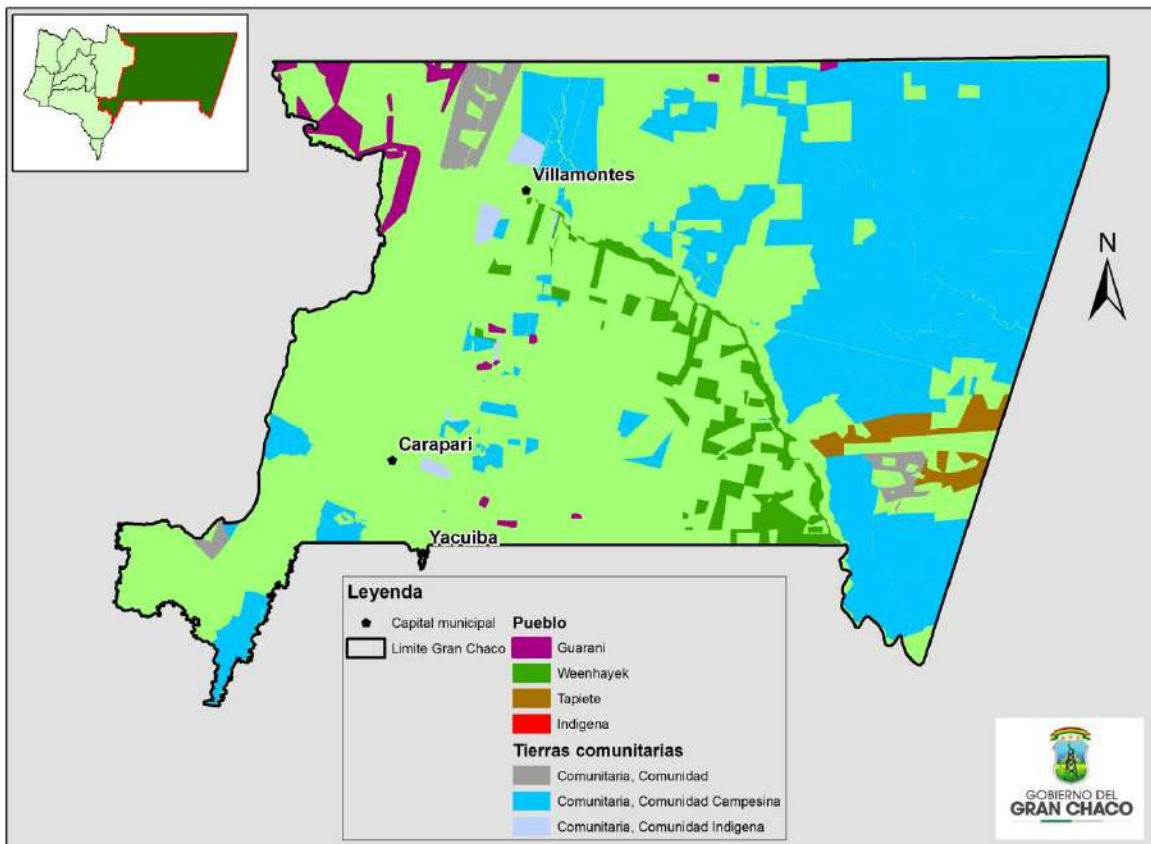 N
Villamontes
Carapari
Yacuiba
Leyenda
Capital municipal
Limite Gran Chaco
Pueblo
Guarani
Weenhayek
Tapiete
Indigena
Tierras comunitarias
Comunitaria, Comunidad
Comunitaria, Comunidad Campesina
Comunitaria, Comunidad Indigena
GOBIERNO DEL
GRAN CHACO